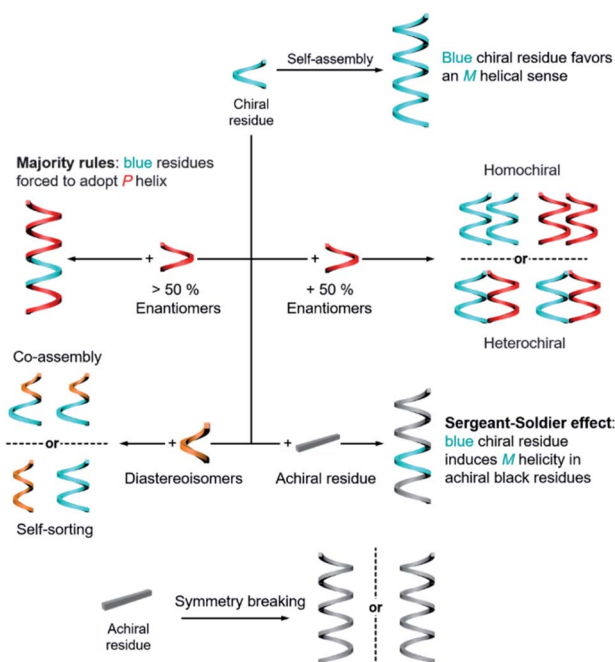 Self-assembly
Blue chiral residue favors
an M helical sense
Chiral
residue
Majority rules: blue residues
forced to adopt P helix
Homochiral
+
> 50 %
Enantiomers
+
+ 50 %
Enantiomers
or
Heterochiral
Co-assembly
or
Self-sorting
+
Diastereoisomers
+
Achiral residue
Sergeant-Soldier effect:
blue chiral residue
induces M helicity in
achiral black residues
Achiral
residue
Symmetry breaking
or